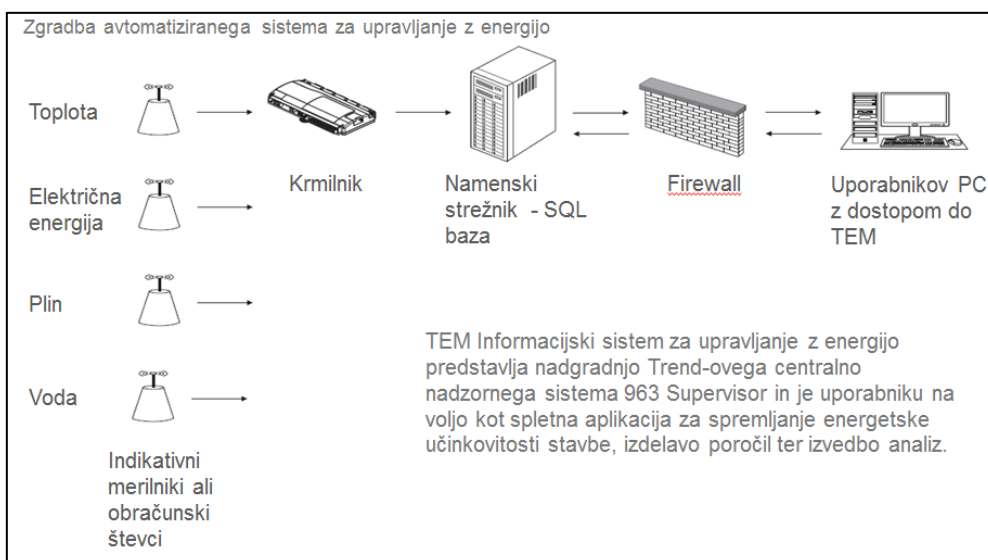 Zgradba avtomatiziranega sistema za upravljanje z energijo
Toplota
Krmilnik
Namenski
strežnik - SQL
baza
Firewall
Uporabnikov PC
z dostopom do
TEM
Električna
energija
Plin
Voda
Indikativni
merilniki ali
obračunski
števci
TEM Informacijski sistem za upravljanje z energijo
predstavlja nadgradnjo Trend-ovega centralno
nadzornega sistema 963 Supervisor in je uporabniku na
voljo kot spletna aplikacija za spremljanje energetske
učinkovitosti stavbe, izdelavo poročil ter izvedbo analiz.